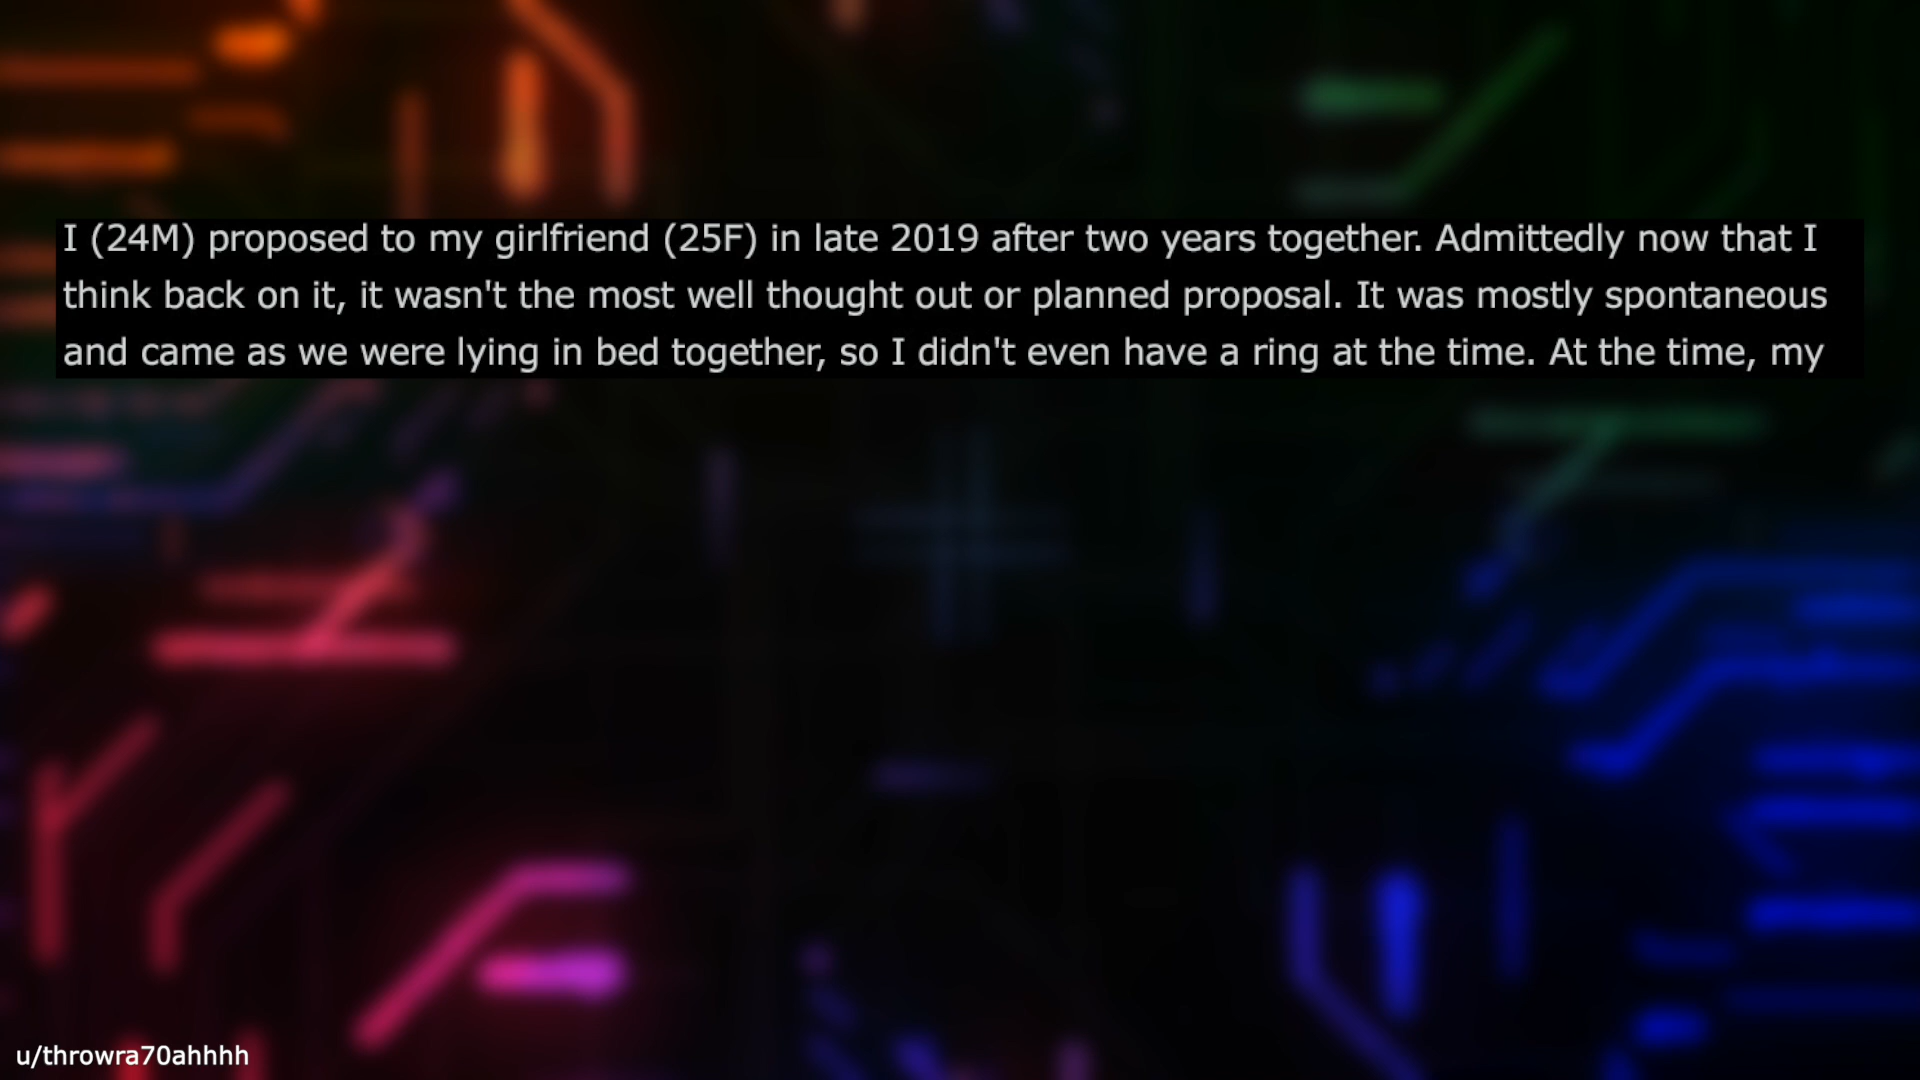 I (24M) proposed to my girlfriend (25F) in late 2019 after two years together. Admittedly now that I
think back on it, it wasn't the most well thought out or planned proposal. It was mostly spontaneous
and came as we were lying in bed together, so I didn't even have a ring at the time. At the time, my
u/throwra70ahhhh